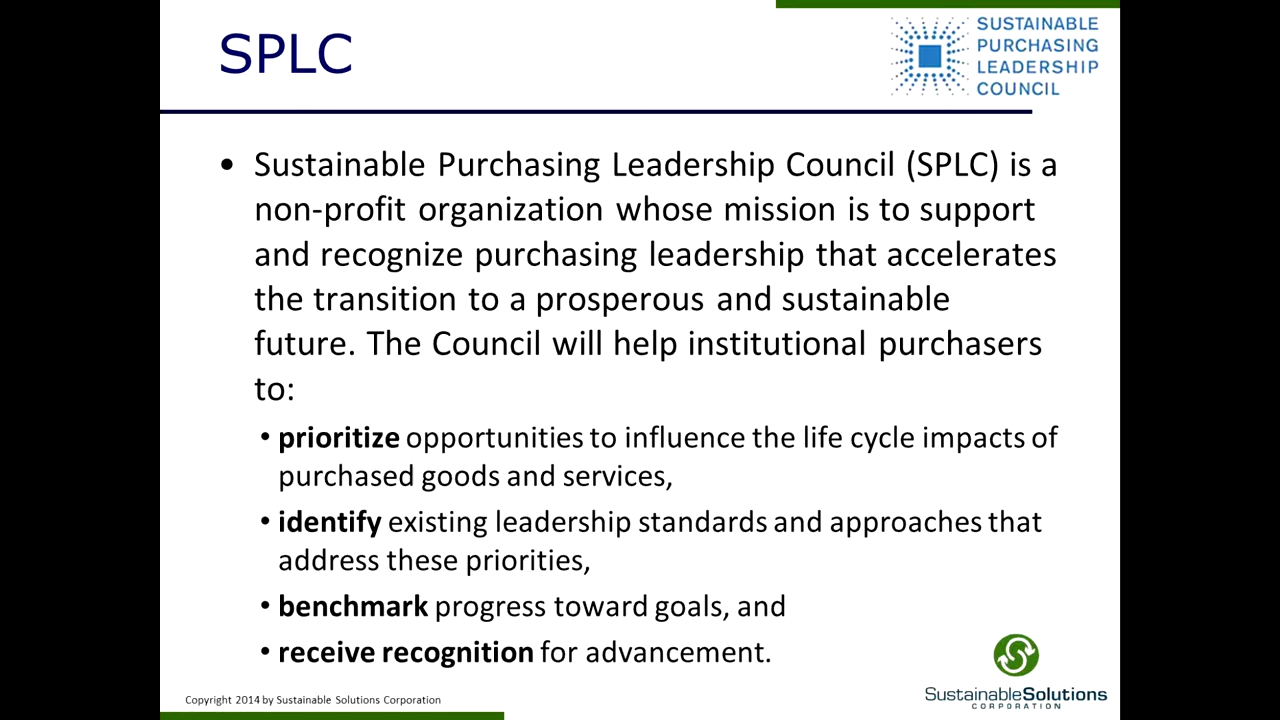 SPLC
SUSTAINABLE
PURCHASING
LEADERSHIP
COUNCIL
• Sustainable Purchasing Leadership Council (SPLC) is a
non-profit organization whose mission is to support
and recognize purchasing leadership that accelerates
the transition to a prosperous and sustainable
future. The Council will help institutional purchasers
to:
• prioritize opportunities to influence the life cycle impacts of
purchased goods and services,
• identify existing leadership standards and approaches that
address these priorities,
• benchmark progress toward goals, and
• receive recognition for advancement.
Copyright 2014 by Sustainable Solutions Corporation
SustainableSolutions
CORPORATION